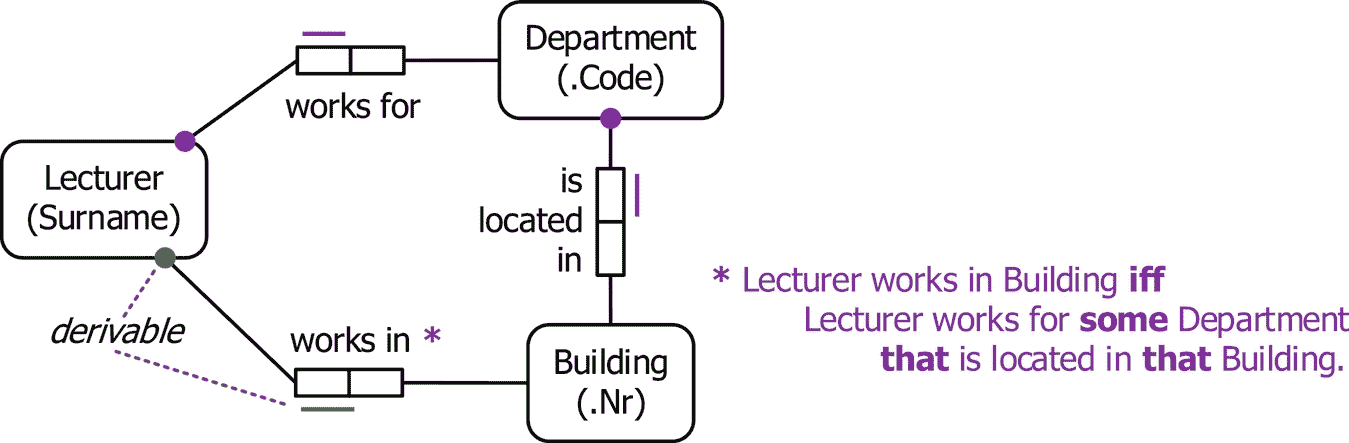 Department
(.Code)
works for
Lecturer
(Surname)
is
located
in
derivable
works in *
Building
(.Nr)
* Lecturer works in Building iff
Lecturer works for some Department
that is located in that Building.